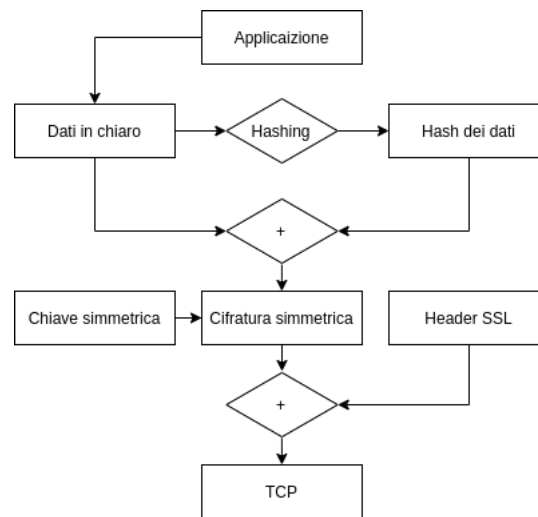 Applicaizione
Dati in chiaro
Hashing
Hash dei dati
+
Chiave simmetrica
Cifratura simmetrica
Header SSL
+
TCP